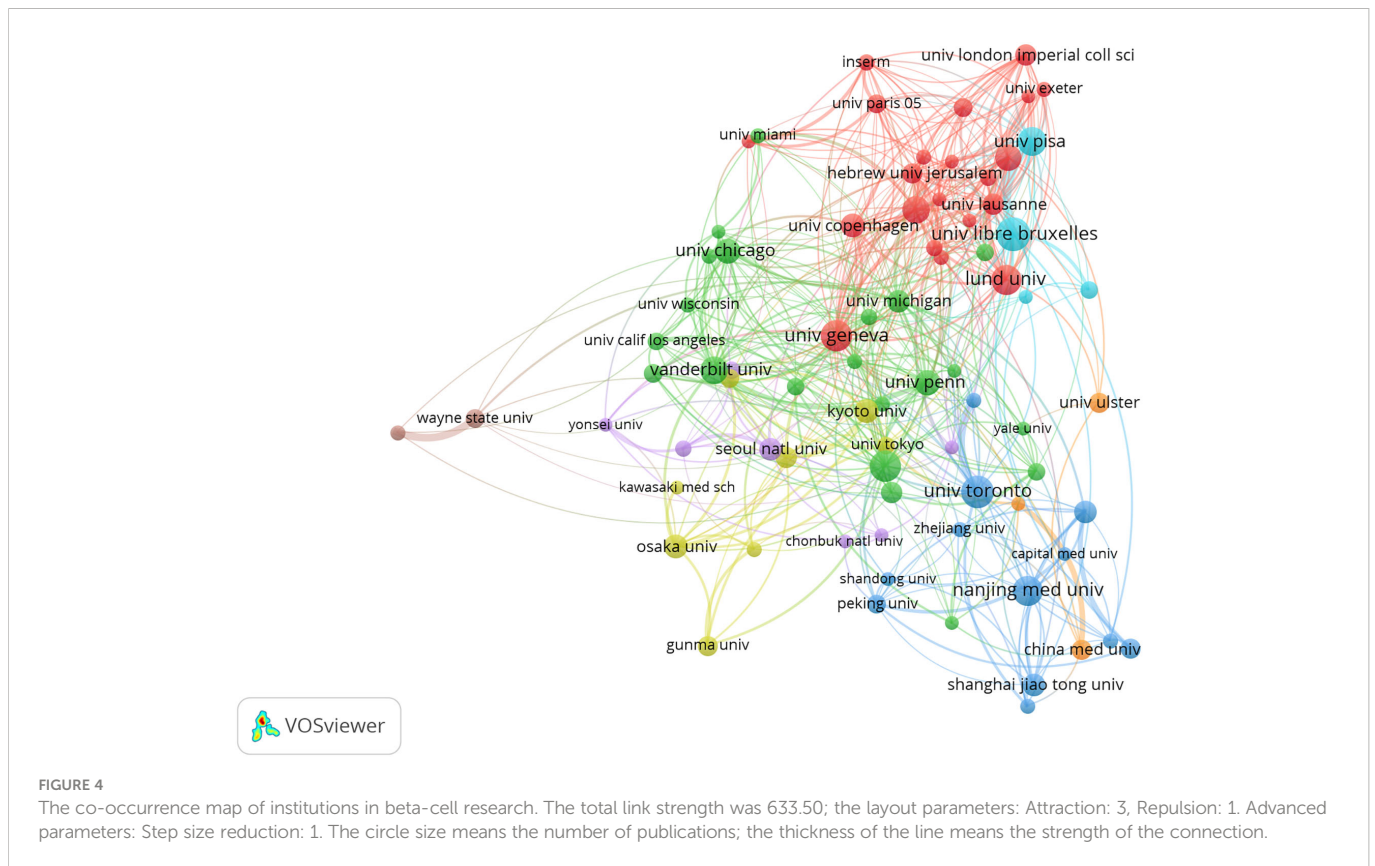 inserm
univ london imperial coll sci
univ exeter
univ paris 05
univ miami
univ pisa
hebrew univ jerusalem
univ lausanne
univ copenhagen
univ libre bruxelles
univ chicago
lund univ
univ wisconsin
univ michigan
univ calif los angeles
univ geneva
vanderbilt univ
univ penn
kyoto univ
univ ulster
wayne state univ
yonsei univ
yale univ
seoul natl univ
univ tokyo
kawasaki med sch
univ toronto
zhejiang univ
osaka univ
chonbuk natl univ
capital med univ
shandong univ
nanjing med univ
peking univ
gunma univ
china med univ
shanghai jiao tong univ
VOSviewer
FIGURE 4
The co-occurrence map of institutions in beta-cell research. The total link strength was 633.50; the layout parameters: Attraction: 3, Repulsion: 1. Advanced
parameters: Step size reduction: 1. The circle size means the number of publications; the thickness of the line means the strength of the connection.